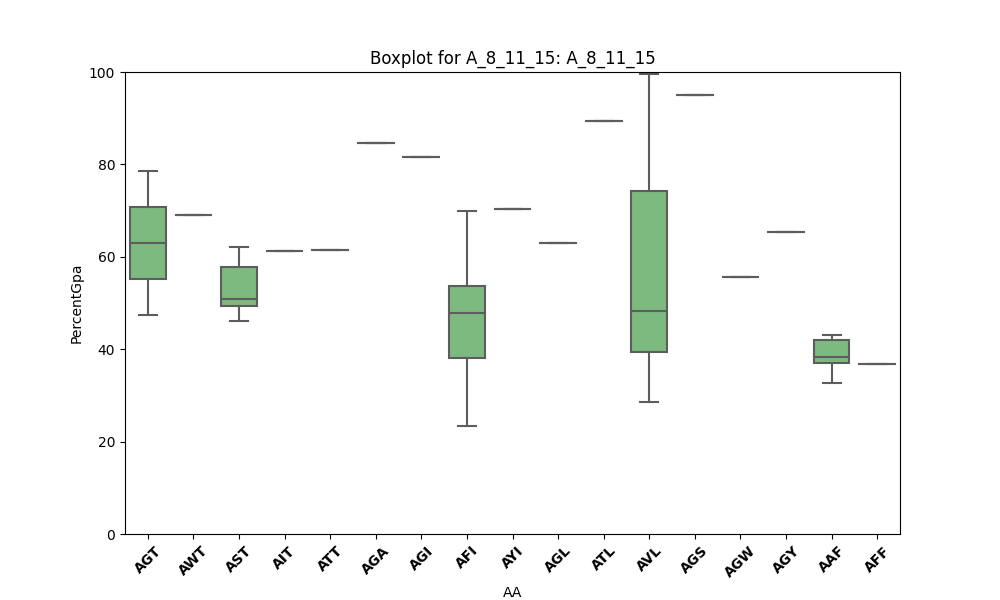 Boxplot for A_8_11_15: A_8_11_15
100
80
60
40
20
0
PercentGpa
AGT AWT AST AIT ATT AGA AGI AFI AYI AGL ATL AVL AGS AGW AGY AAF AFF
AA